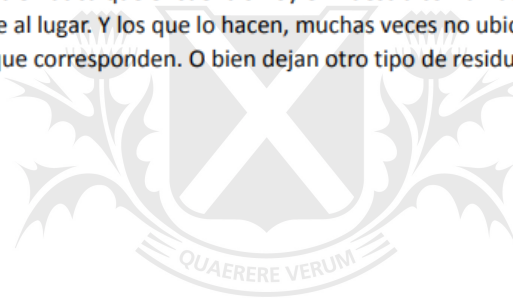 e al lugar. Y los que lo hacen, muchas veces no ubic
que corresponden. O bien dejan otro tipo de residu
QUAERERE VERUM